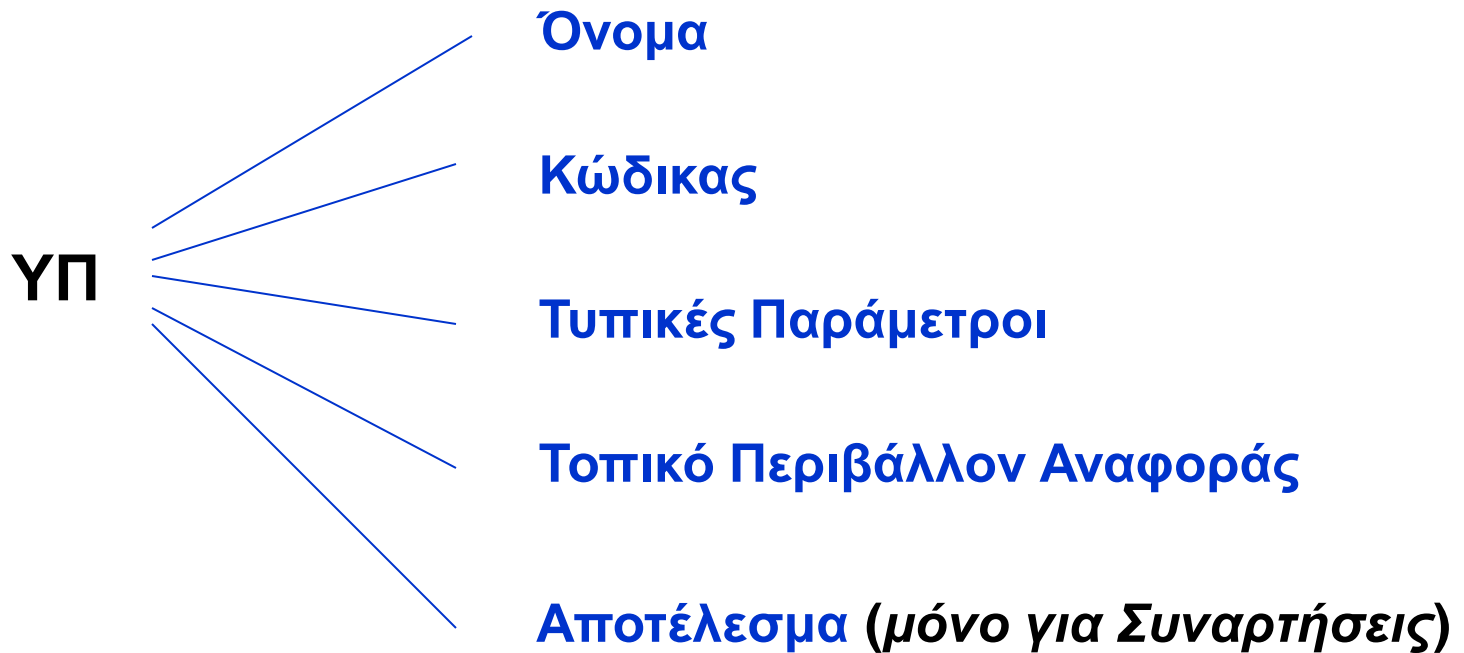 Όνομα
Κώδικας
ΥΠ
Τυπικές Παράμετροι
Τοπικό Περιβάλλον Αναφοράς
Αποτέλεσμα (μόνο για Συναρτήσεις)